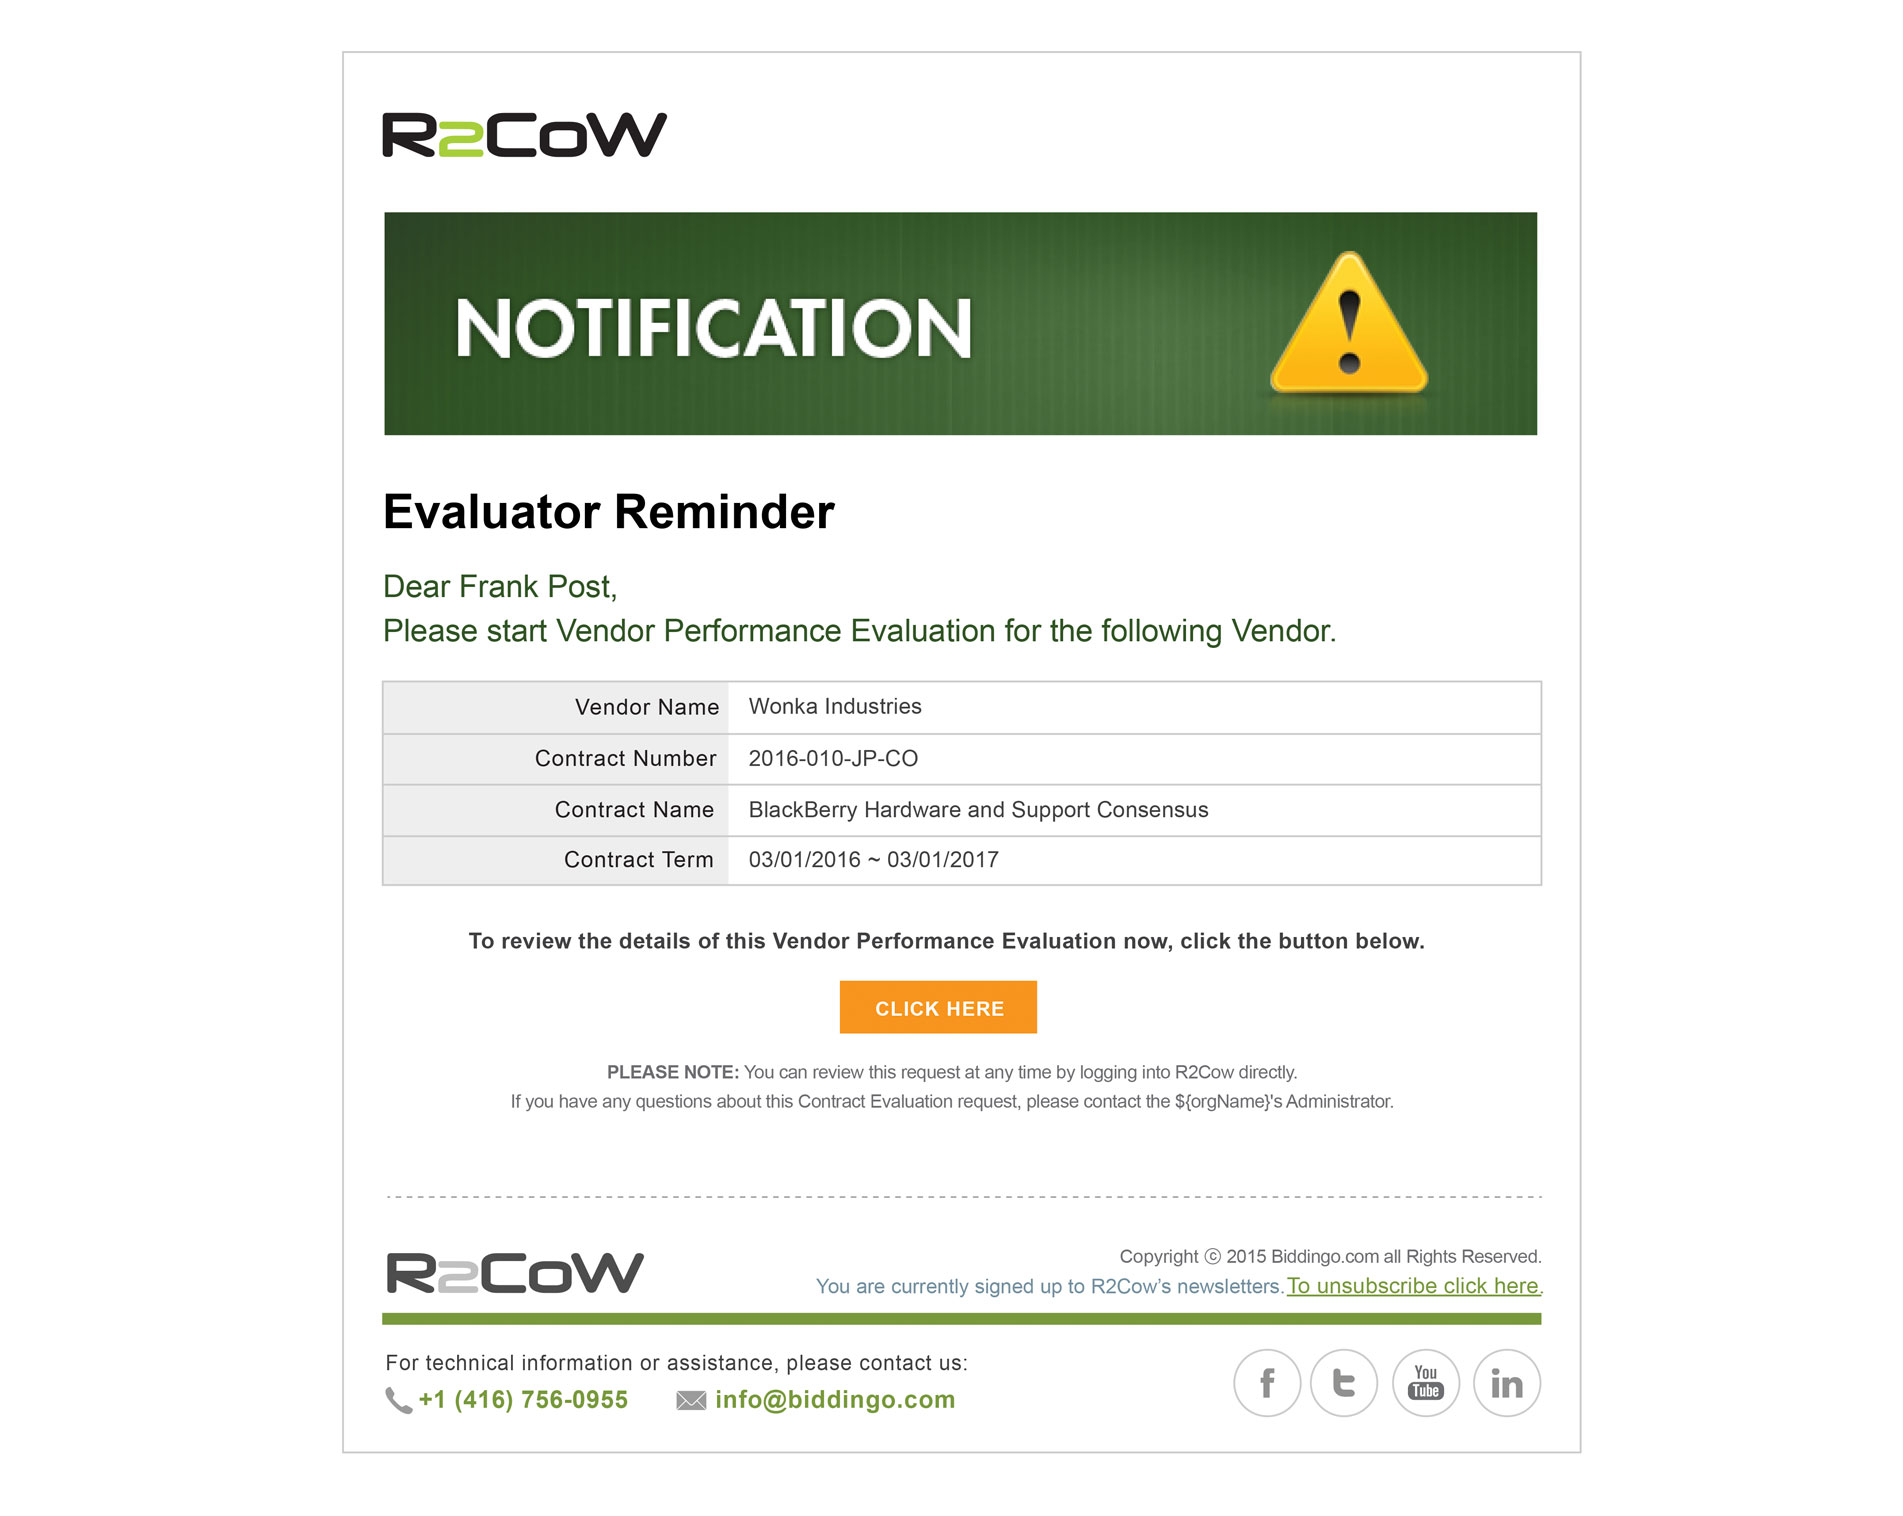 R2CoW
NOTIFICATION
Evaluator Reminder
Dear Frank Post,
Please start Vendor Performance Evaluation for the following Vendor.
Vendor Name Wonka Industries
Contract Number 2016-010-JP-CO
Contract Name BlackBerry Hardware and Support Consensus
Contract Term 03/01/2016 ~ 03/01/2017
To review the details of this Vendor Performance Evaluation now, click the button below.
CLICK HERE
PLEASE NOTE: You can review this request at any time by logging into R2Cow directly.
If you have any questions about this Contract Evaluation request, please contact the ${orgName}'s Administrator.
R2CoW
Copyright ⓒ 2015 Biddingo.com all Rights Reserved.
You are currently signed up to R2Cow’s newsletters. To unsubscribe click here.
For technical information or assistance, please contact us:
+1 (416) 756-0955 info@biddingo.com
f t You Tube in